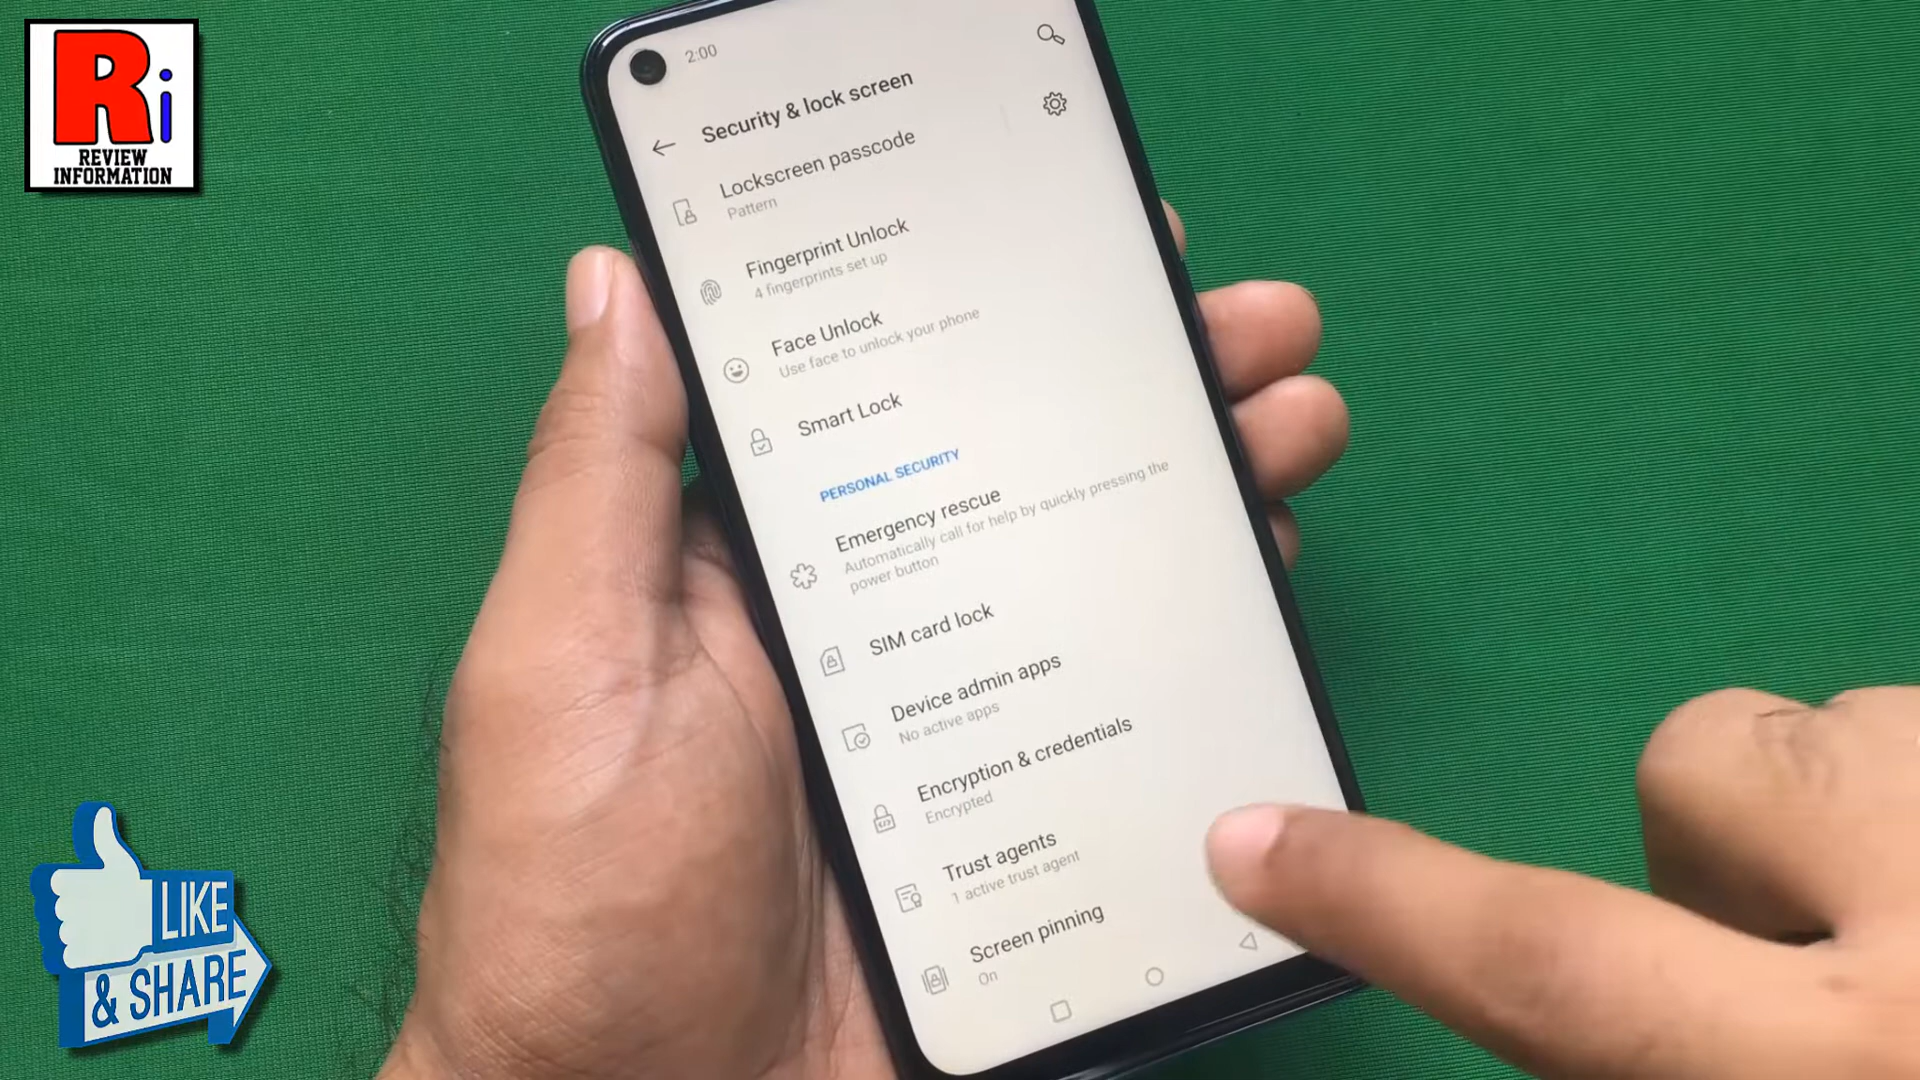 Ri
REVIEW
INFORMATION
2:00
Security & lock screen
Lockscreen passcode
Pattern
Fingerprint Unlock
4 fingerprints set up
Face Unlock
Use face to unlock your phone
Smart Lock
PERSONAL SECURITY
Emergency rescue
Automatically call for help by quickly pressing the
power button
SIM card lock
Device admin apps
No active apps
Encryption & credentials
Encrypted
Trust agents
1 active trust agent
Screen pinning
On
LIKE
& SHARE